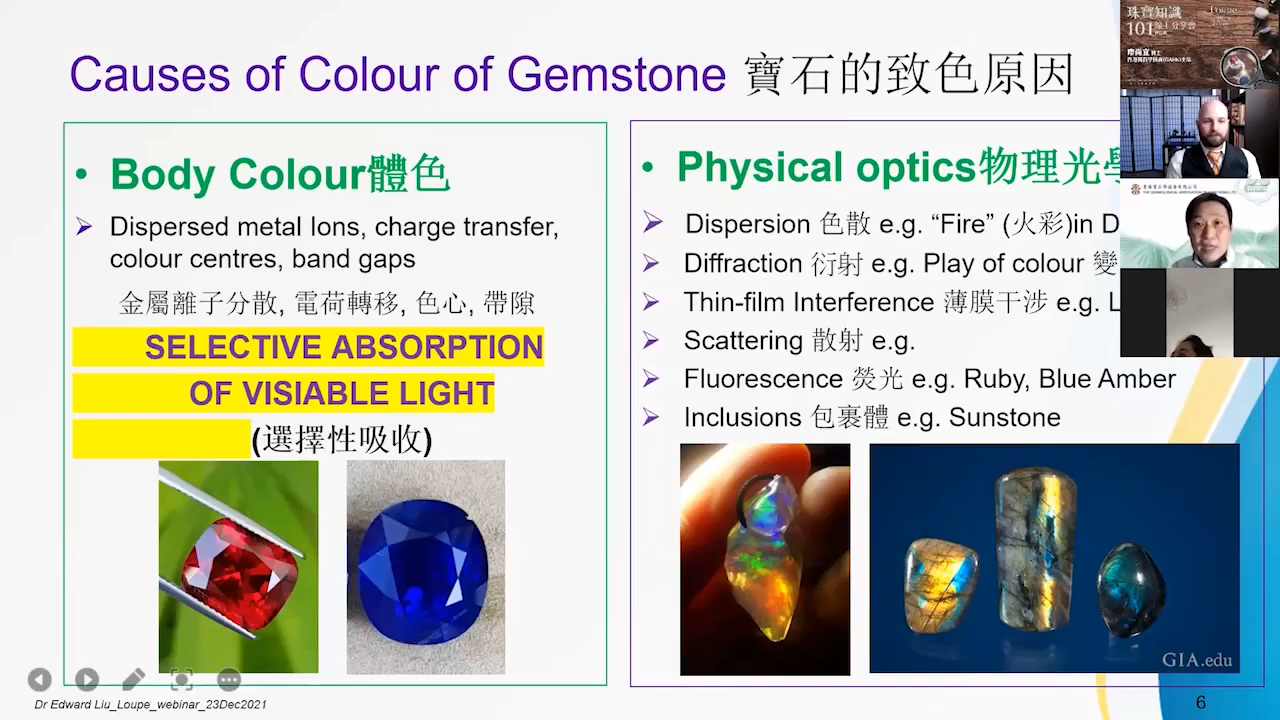 Causes of Colour of Gemstone 寶石的致色原因
• Body Colour體色
Dispersed metal Ions, charge transfer,
colour centres, band gaps
金屬離子分散, 電荷轉移, 色心, 帶隙
SELECTIVE ABSORPTION
OF VISIABLE LIGHT
(選擇性吸收)
• Physical optics物理光學
Dispersion 色散 e.g. “Fire” (火彩)in D
Diffraction 衍射 e.g. Play of colour 變
Thin-film Interference 薄膜干涉 e.g. L
Scattering 散射 e.g.
Fluorescence 熒光 e.g. Ruby, Blue Amber
Inclusions 包裹體 e.g. Sunstone
GIA.edu
Dr Edward Liu_Loupe_webinar_23Dec2021
6
珠寶知識
101
廖尚宜